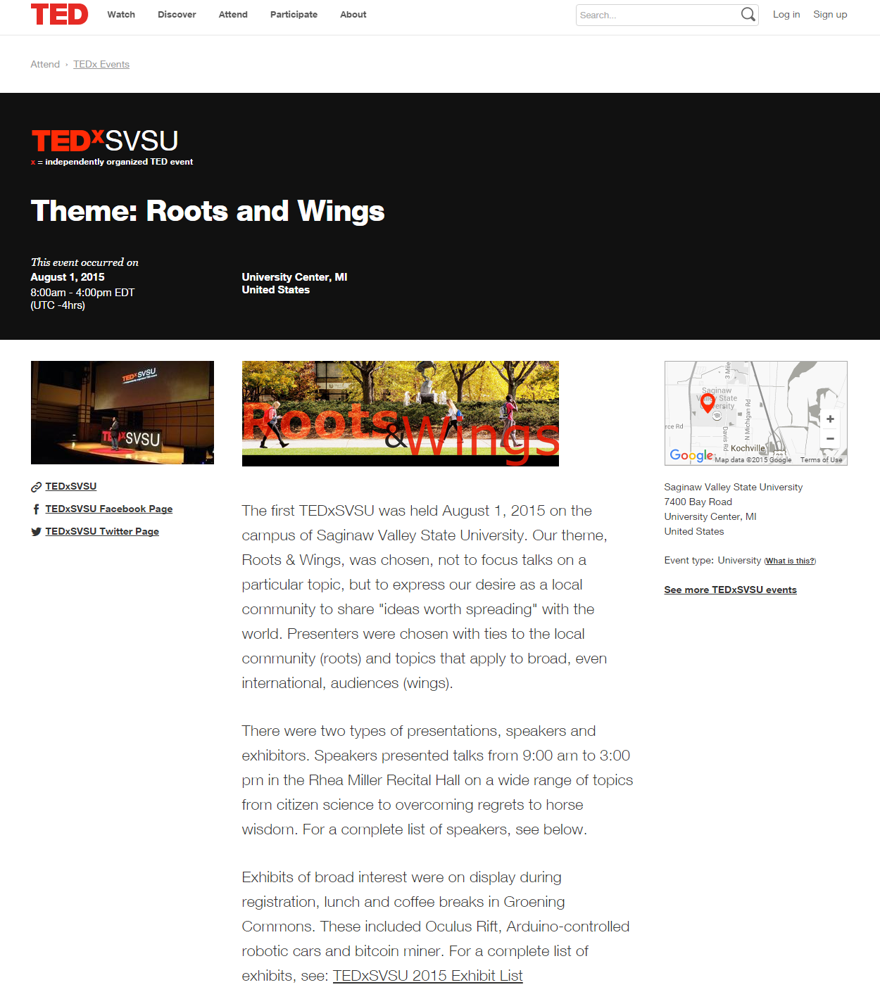 TED Watch Discover Attend Participate About Search... Log in Sign up
Attend › TEDx Events
TEDxSVSU
x = independently organized TED event
Theme: Roots and Wings
This event occurred on
August 1, 2015
8:00am - 4:00pm EDT
(UTC -4hrs)
University Center, MI
United States
TEDxSVSU
TEDxSVSU
TEDxSVSU
TEDxSVSU Facebook Page
TEDxSVSU Twitter Page
Roots
&Wings
The first TEDxSVSU was held August 1, 2015 on the
campus of Saginaw Valley State University. Our theme,
Roots & Wings, was chosen, not to focus talks on a
particular topic, but to express our desire as a local
community to share "ideas worth spreading" with the
world. Presenters were chosen with ties to the local
community (roots) and topics that apply to broad, even
international, audiences (wings).
There were two types of presentations, speakers and
exhibitors. Speakers presented talks from 9:00 am to 3:00
pm in the Rhea Miller Recital Hall on a wide range of topics
from citizen science to overcoming regrets to horse
wisdom. For a complete list of speakers, see below.
Exhibits of broad interest were on display during
registration, lunch and coffee breaks in Groening
Commons. These included Oculus Rift, Arduino-controlled
robotic cars and bitcoin miner. For a complete list of
exhibits, see: TEDxSVSU 2015 Exhibit List
3 Mile
Saginaw
Valley State
University
rce Rd
Davis Rd
N Michigan Rd
+
−
Kochville
Google
Map data ©2015 Google Terms of Use
Saginaw Valley State University
7400 Bay Road
University Center, MI
United States
Event type: University (What is this?)
See more TEDxSVSU events